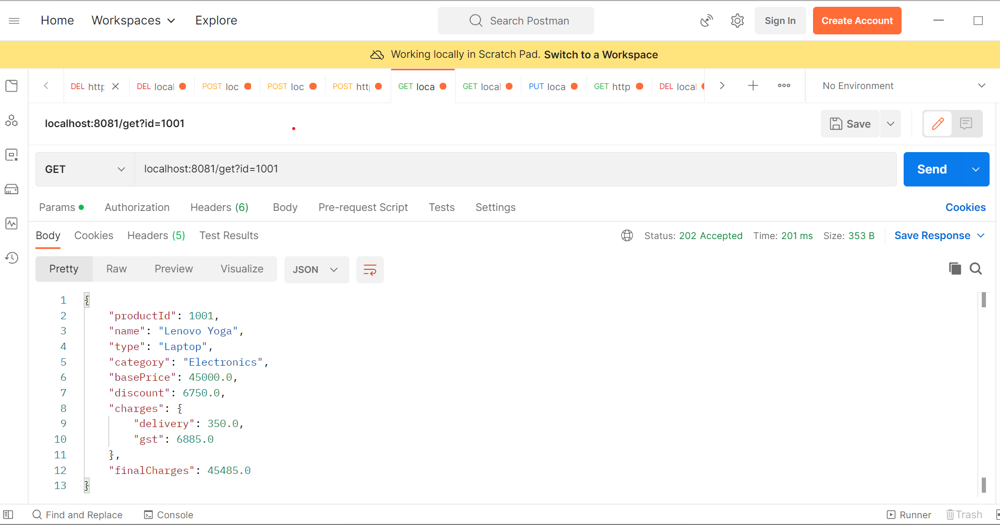 Home Workspaces Explore Search Postman Sign In Create Account
Working locally in Scratch Pad. Switch to a Workspace
DEL http DEL local POST loc POST loc POST http GET loca GET local PUT loca GET http DEL local No Environment
localhost:8081/get?id=1001 Save
GET localhost:8081/get?id=1001 Send
Params Authorization Headers (6) Body Pre-request Script Tests Settings Cookies
Body Cookies Headers (5) Test Results Status: 202 Accepted Time: 201 ms Size: 353 B Save Response
Pretty Raw Preview Visualize JSON
1 {
2 "productId": 1001,
3 "name": "Lenovo Yoga",
4 "type": "Laptop",
5 "category": "Electronics",
6 "basePrice": 45000.0,
7 "discount": 6750.0,
8 "charges": {
9 "delivery": 350.0,
10 "gst": 6885.0
11 },
12 "finalCharges": 45485.0
13 }
Find and Replace Console Runner Trash